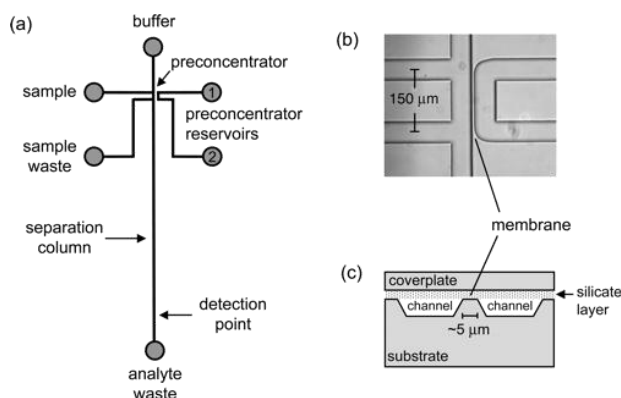 (a)
buffer
preconcentrator
sample
1
preconcentrator
reservoirs
sample
waste
2
separation
column
detection
point
analyte
waste
(b)
150 µm
membrane
(c)
coverplate
channel
channel
silicate
layer
~5 µm
substrate